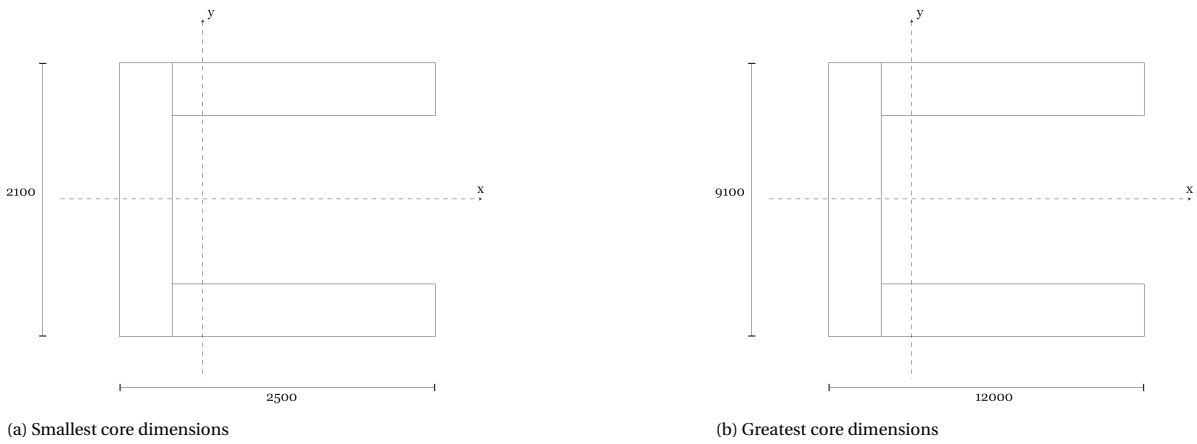 y
2100
x
2500
(a) Smallest core dimensions
y
9100
x
12000
(b) Greatest core dimensions